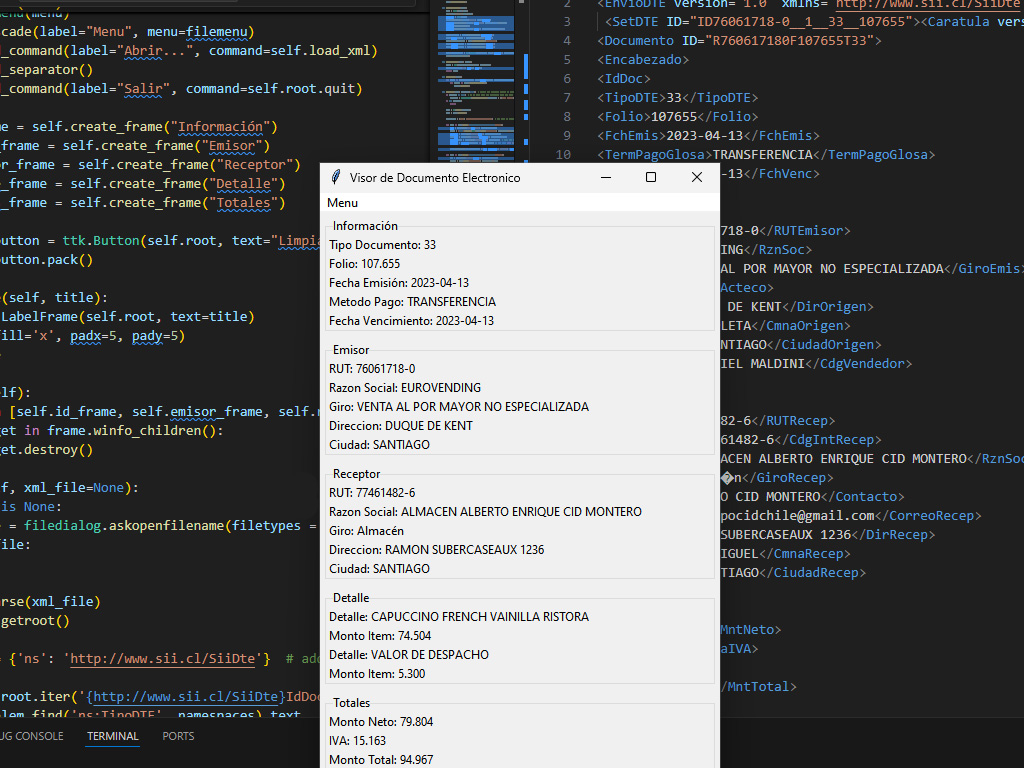 menu)
scade(label="Menu", menu=filemenu)
_command(label="Abrir...", command=self.load_xml)
_separator()
_command(label="Salir", command=self.root.quit)
me = self.create_frame("Información")
_frame = self.create_frame("Emisor")
or_frame = self.create_frame("Receptor")
e_frame = self.create_frame("Detalle")
_frame = self.create_frame("Totales")
utton = ttk.Button(self.root, text="Limpia
utton.pack()
(self, title):
LabelFrame(self.root, text=title)
ill='x', padx=5, pady=5)
lf):
[self.id_frame, self.emisor_frame, self.
get in frame.winfo_children():
get.destroy()
f, xml_file=None):
is None:
= filedialog.askopenfilename(filetypes =
file:
rse(xml_file)
getroot()
= {'ns': 'http://www.sii.cl/SiiDte'} # add
root.iter('{http://www.sii.cl/SiiDte}IdDoc
lem.find('ns:TipoDTE', namespaces).text
UG CONSOLE
TERMINAL
PORTS
2 <EnvioDTE version="1.0" xmlns="http://www.sii.cl/SiiDte
3 <SetDTE ID="ID76061718-0__1__33__107655"><Caratula vers
4 <Documento ID="R760617180F107655T33">
5 <Encabezado>
6 <IdDoc>
7 <TipoDTE>33</TipoDTE>
8 <Folio>107655</Folio>
9 <FchEmis>2023-04-13</FchEmis>
10 <TermPagoGlosa>TRANSFERENCIA</TermPagoGlosa>
-13</FchVenc>
718-0</RUTEmisor>
ING</RznSoc>
AL POR MAYOR NO ESPECIALIZADA</GiroEmis>
Acteco>
DE KENT</DirOrigen>
LETA</CmnaOrigen>
NTIAGO</CiudadOrigen>
IEL MALDINI</CdgVendedor>
82-6</RUTRecep>
61482-6</CdgIntRecep>
ACEN ALBERTO ENRIQUE CID MONTERO</RznSoc
�n</GiroRecep>
O CID MONTERO</Contacto>
pocidchile@gmail.com</CorreoRecep>
SUBERCASEAUX 1236</DirRecep>
IGUEL</CmnaRecep>
TIAGO</CiudadRecep>
MntNeto>
aIVA>
/MntTotal>
Visor de Documento Electronico
Menu
Información
Tipo Documento: 33
Folio: 107.655
Fecha Emisión: 2023-04-13
Metodo Pago: TRANSFERENCIA
Fecha Vencimiento: 2023-04-13
Emisor
RUT: 76061718-0
Razon Social: EUROVENDING
Giro: VENTA AL POR MAYOR NO ESPECIALIZADA
Direccion: DUQUE DE KENT
Ciudad: SANTIAGO
Receptor
RUT: 77461482-6
Razon Social: ALMACEN ALBERTO ENRIQUE CID MONTERO
Giro: Almacén
Direccion: RAMON SUBERCASEAUX 1236
Ciudad: SANTIAGO
Detalle
Detalle: CAPUCCINO FRENCH VAINILLA RISTORA
Monto Item: 74.504
Detalle: VALOR DE DESPACHO
Monto Item: 5.300
Totales
Monto Neto: 79.804
IVA: 15.163
Monto Total: 94.967